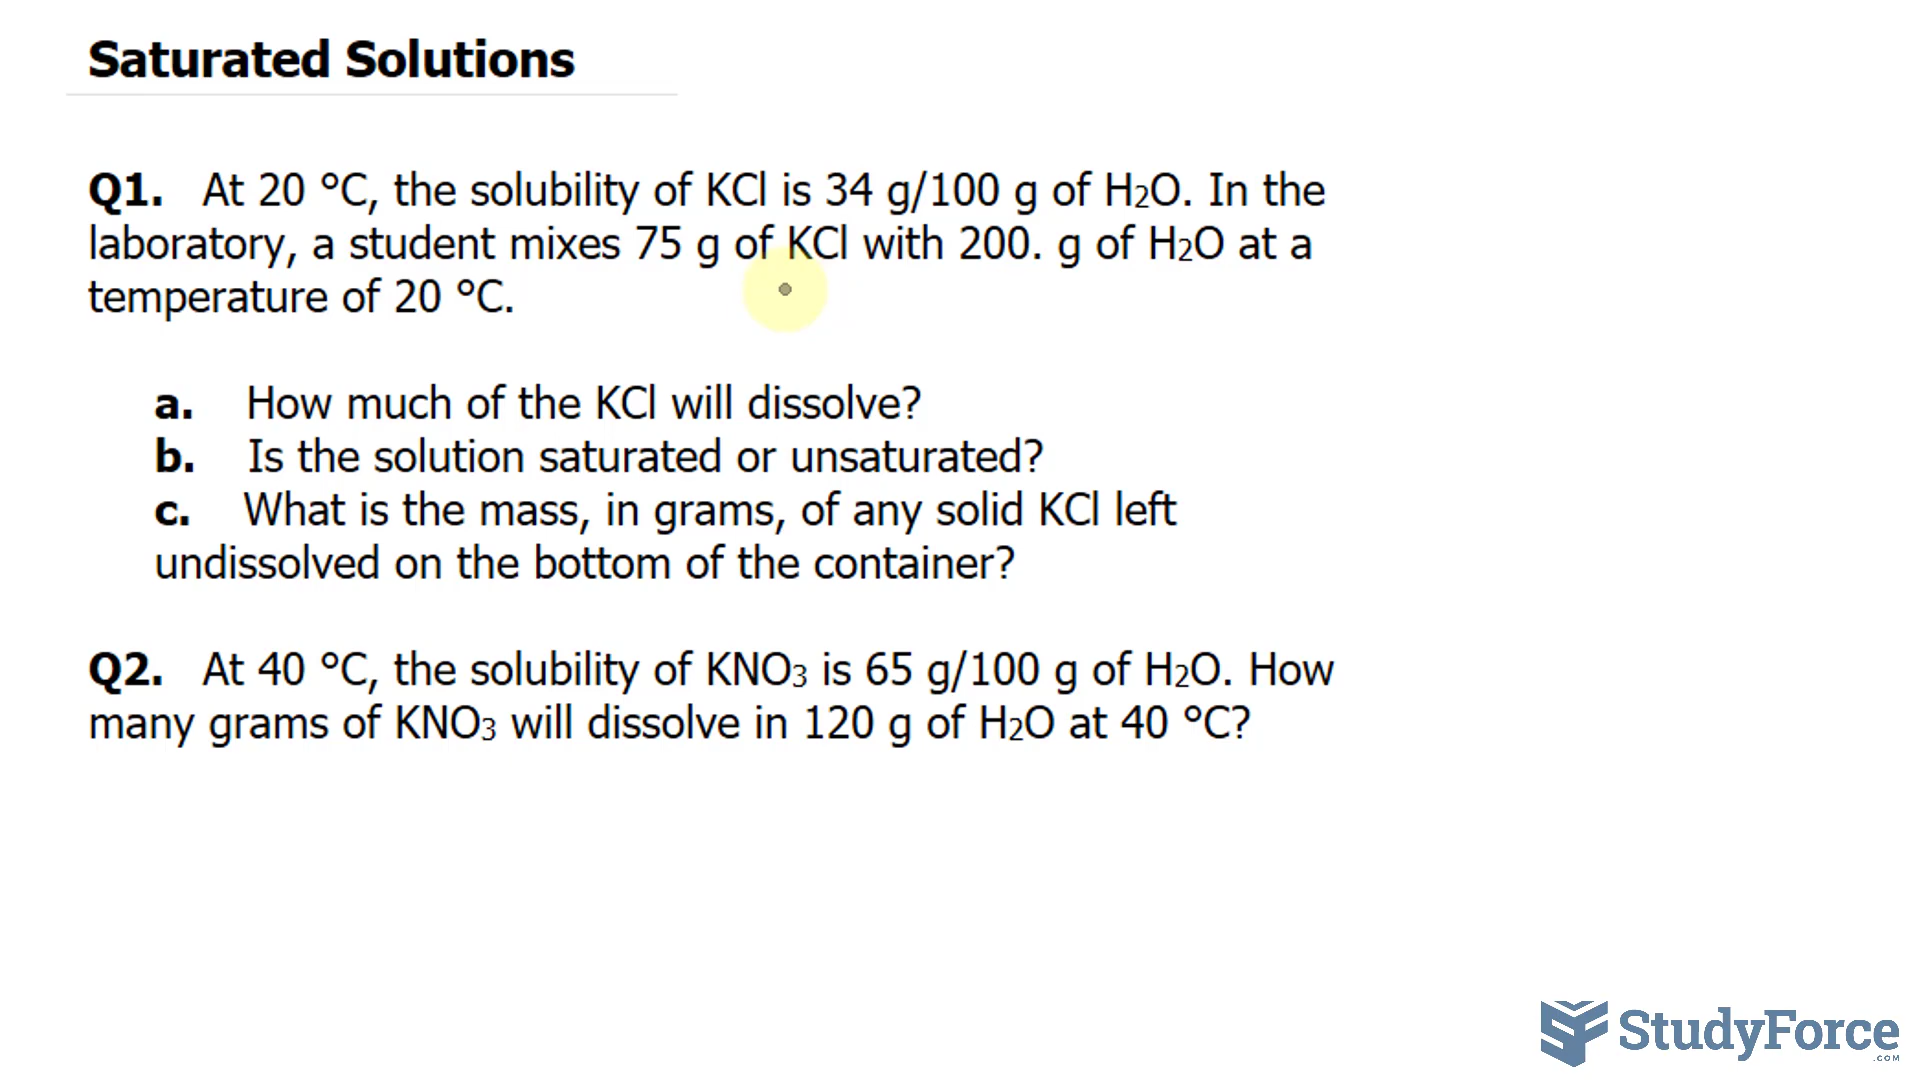 Saturated Solutions
Q1. At 20 °C, the solubility of KCl is 34 g/100 g of H₂O. In the
laboratory, a student mixes 75 g of KCl with 200. g of H₂O at a
temperature of 20 °C.
a. How much of the KCl will dissolve?
b. Is the solution saturated or unsaturated?
c. What is the mass, in grams, of any solid KCl left
undissolved on the bottom of the container?
Q2. At 40 °C, the solubility of KNO₃ is 65 g/100 g of H₂O. How
many grams of KNO₃ will dissolve in 120 g of H₂O at 40 °C?
StudyForce
.COM